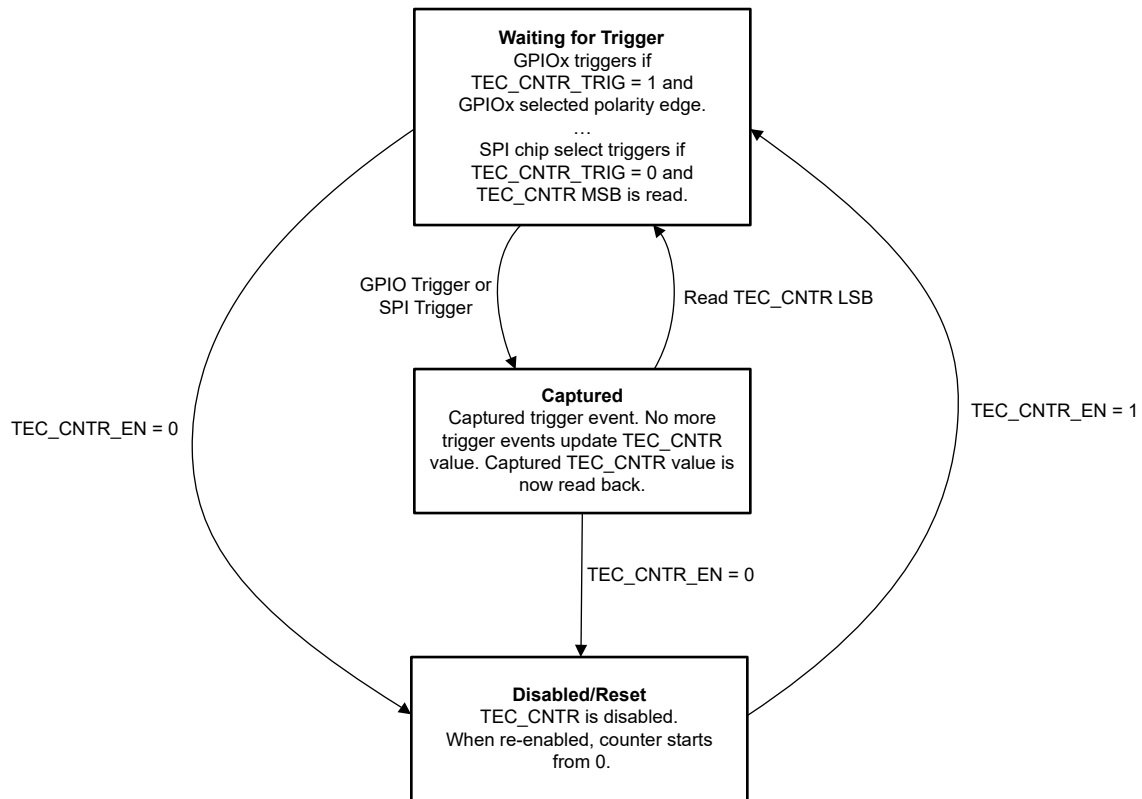 Waiting for Trigger
GPIOx triggers if
TEC_CNTR_TRIG = 1 and
GPIOx selected polarity edge.
…
SPI chip select triggers if
TEC_CNTR_TRIG = 0 and
TEC_CNTR MSB is read.
GPIO Trigger or
SPI Trigger
Read TEC_CNTR LSB
Captured
Captured trigger event. No more
trigger events update TEC_CNTR
value. Captured TEC_CNTR value is
now read back.
TEC_CNTR_EN = 0
TEC_CNTR_EN = 1
TEC_CNTR_EN = 0
Disabled/Reset
TEC_CNTR is disabled.
When re-enabled, counter starts
from 0.